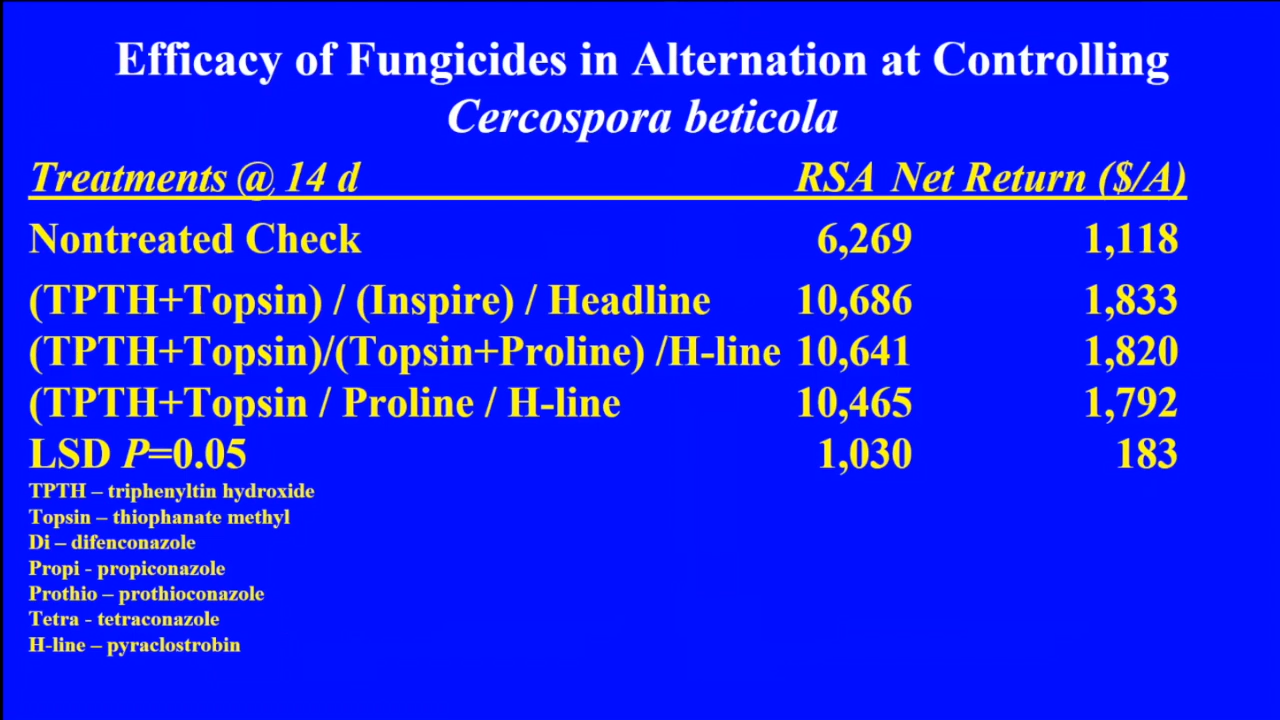 Efficacy of Fungicides in Alternation at Controlling
Cercospora beticola
Treatments @ 14 d RSA Net Return ($/A)
Nontreated Check 6,269 1,118
(TPTH+Topsin) / (Inspire) / Headline 10,686 1,833
(TPTH+Topsin)/(Topsin+Proline) /H-line 10,641 1,820
(TPTH+Topsin / Proline / H-line 10,465 1,792
LSD P=0.05 1,030 183
TPTH – triphenyltin hydroxide
Topsin – thiophanate methyl
Di – difenconazole
Propi - propiconazole
Prothio – prothioconazole
Tetra - tetraconazole
H-line – pyraclostrobin